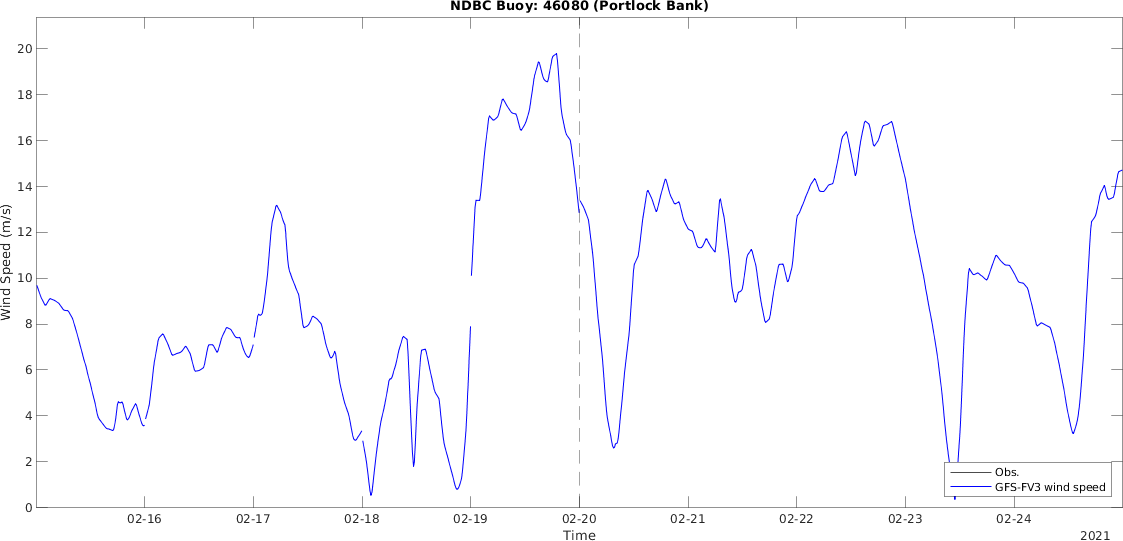 NDBC Buoy: 46080 (Portlock Bank)
20
18
16
14
12
10
8
6
4
2
0
Wind Speed (m/s)
Obs.
GFS-FV3 wind speed
02-16 02-17 02-18 02-19 02-20 02-21 02-22 02-23 02-24
Time
2021